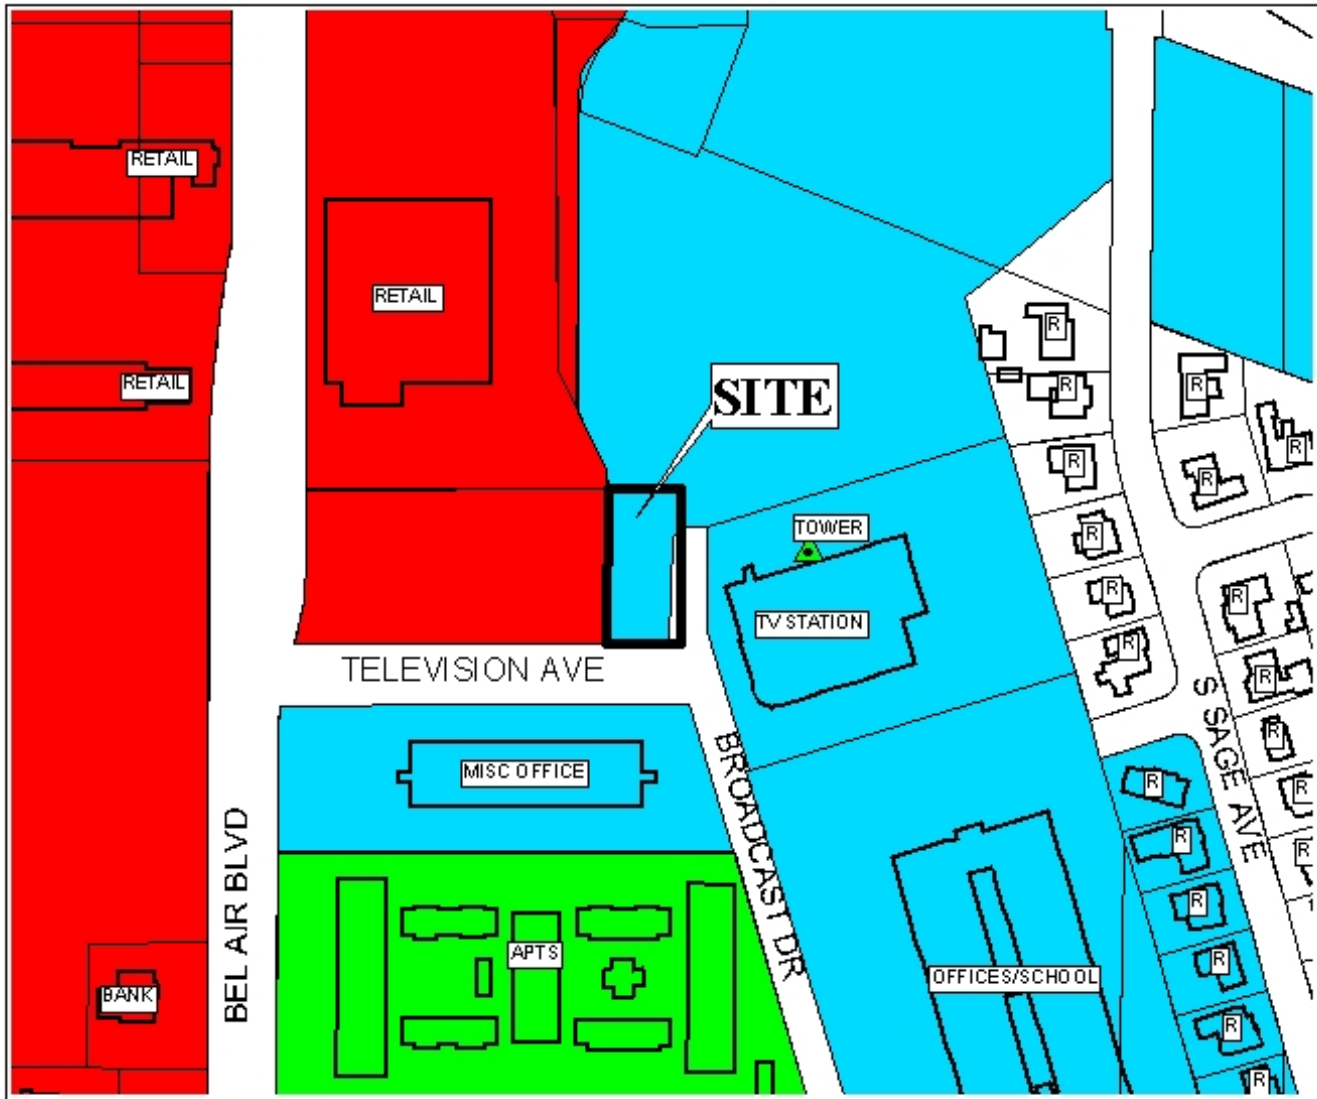 RETAIL
RETAIL
RETAIL
SITE
R
R
R
R
R
R
TOWER
R
R
TV STATION
R
R
R
TELEVISION AVE
R
S SAGE AVE
R
MISC OFFICE
BROADCAST DR
R
R
R
R
BEL AIR BLVD
R
APTS
R
OFFICES/SCHOOL
BANK
R
R